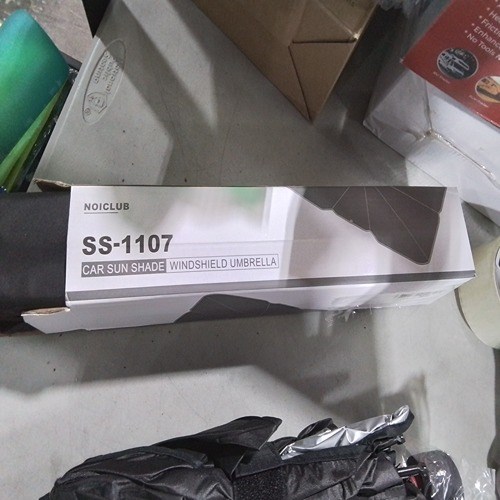 NOICLUB
SS-1107
CAR SUN SHADE WINDSHIELD UMBRELLA